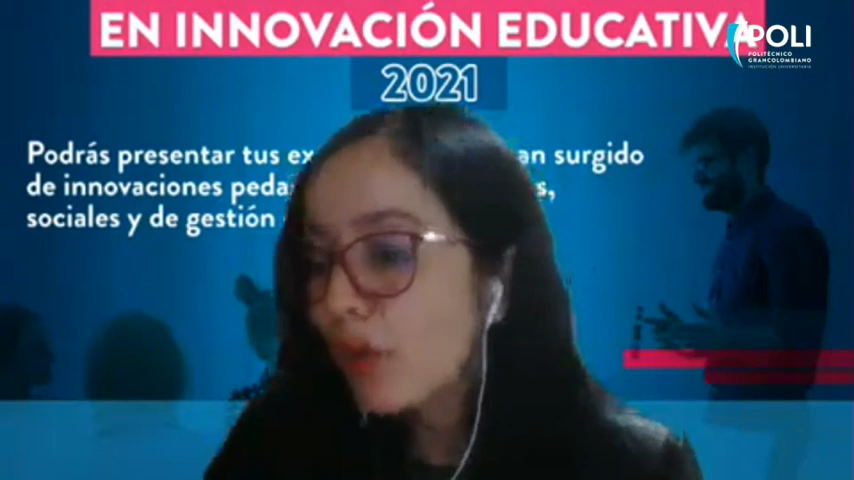 EN INNOVACIÓN EDUCATIVA
POLI
POLITÉCNICO
GRANCOLOMBIANO
INSTITUCIÓN UNIVERSITARIA
2021
Podrás presentar tus ex an surgido
de innovaciones peda s,
sociales y de gestión